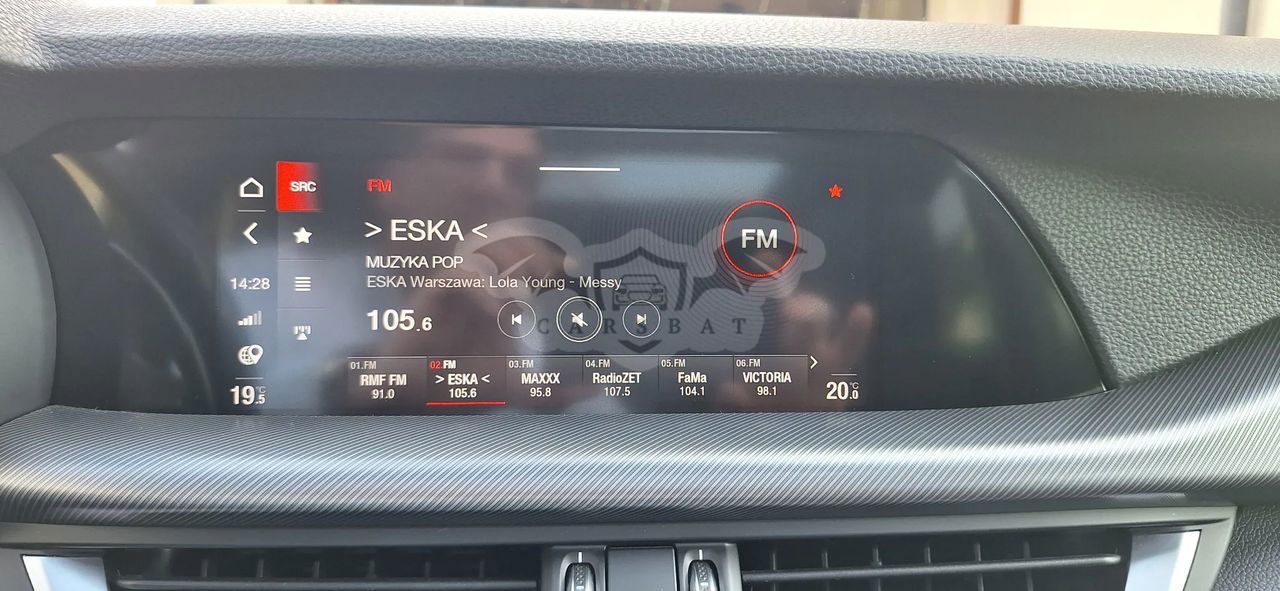 SRC
FM
> ESKA <
FM
MUZYKA POP
ESKA Warszawa: Lola Young - Messy
14:28
105.6
CARSBAT
01.FM
RMF FM
91.0
02.FM
> ESKA <
105.6
03.FM
MAXXX
95.8
04.FM
RadioZET
107.5
05.FM
FaMa
104.1
06.FM
VICTORIA
98.1
19.5°C
20.0°C